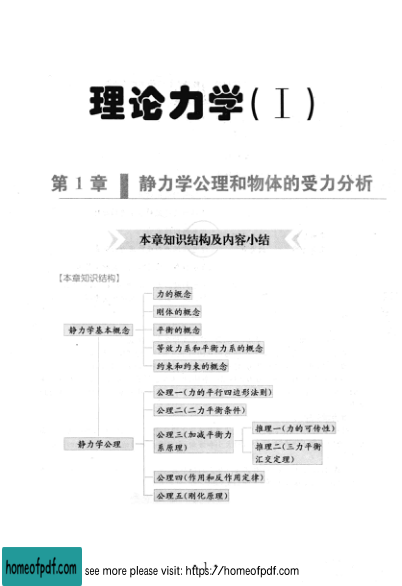 理论力学(Ⅰ)
第1章 静力学公理和物体的受力分析
本章知识结构及内容小结
【本章知识结构】
力的概念
刚体的概念
静力学基本概念
平衡的概念
等效力系和平衡力系的概念
约束和约束的概念
公理一(力的平行四边形法则)
公理二(二力平衡条件)
公理三(加减平衡力
系原理)
推理一(力的可传性)
推理二(三力平衡
汇交定理)
静力学公理
公理四(作用和反作用定律)
公理五(刚化原理)
· 1 ·
homeofpdf.com
see more please visit: https://homeofpdf.com